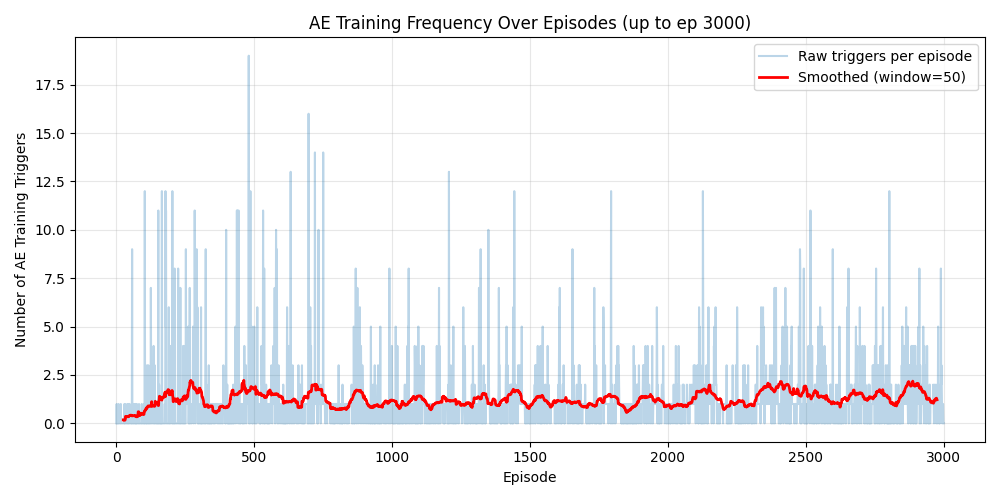 AE Training Frequency Over Episodes (up to ep 3000)
Raw triggers per episode
Smoothed (window=50)
Number of AE Training Triggers
17.5
15.0
12.5
10.0
7.5
5.0
2.5
0.0
0 500 1000 1500 2000 2500 3000
Episode